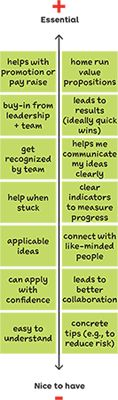 Essential
helps with
promotion or
pay raise
home run
value
propositions
buy-in from
leadership
+ team
leads to
results
(ideally quick
wins)
get
recognized
by team
helps me
communicate
my ideas
clearly
help when
stuck
clear
indicators
to measure
progress
applicable
ideas
connect with
like-minded
people
can apply
with
confidence
leads to
better
collaboration
easy to
understand
concrete
tips (e.g., to
reduce risk)
Nice to have